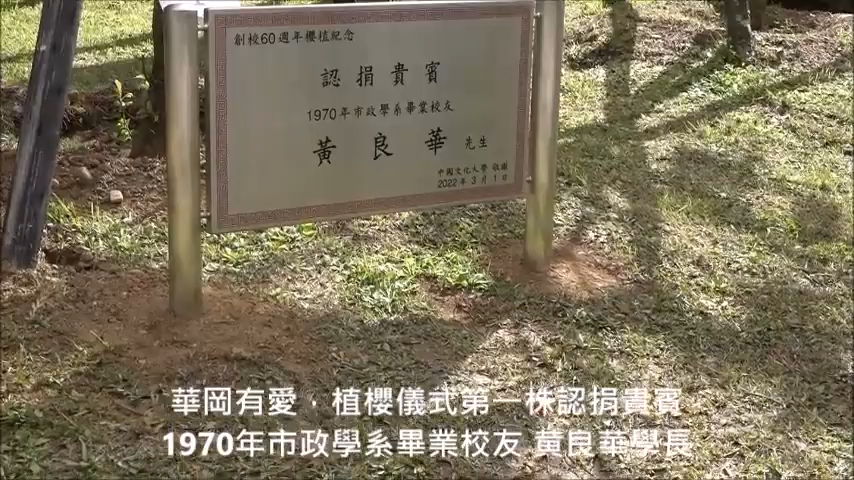 創校60週年櫻植紀念
認捐貴賓
1970年市政學系畢業校友
黃良華 先生
中國文化大學 敬謝
2022年3月1日
華岡有愛，植櫻儀式第一株認捐貴賓
1970年市政學系畢業校友 黃良華學長